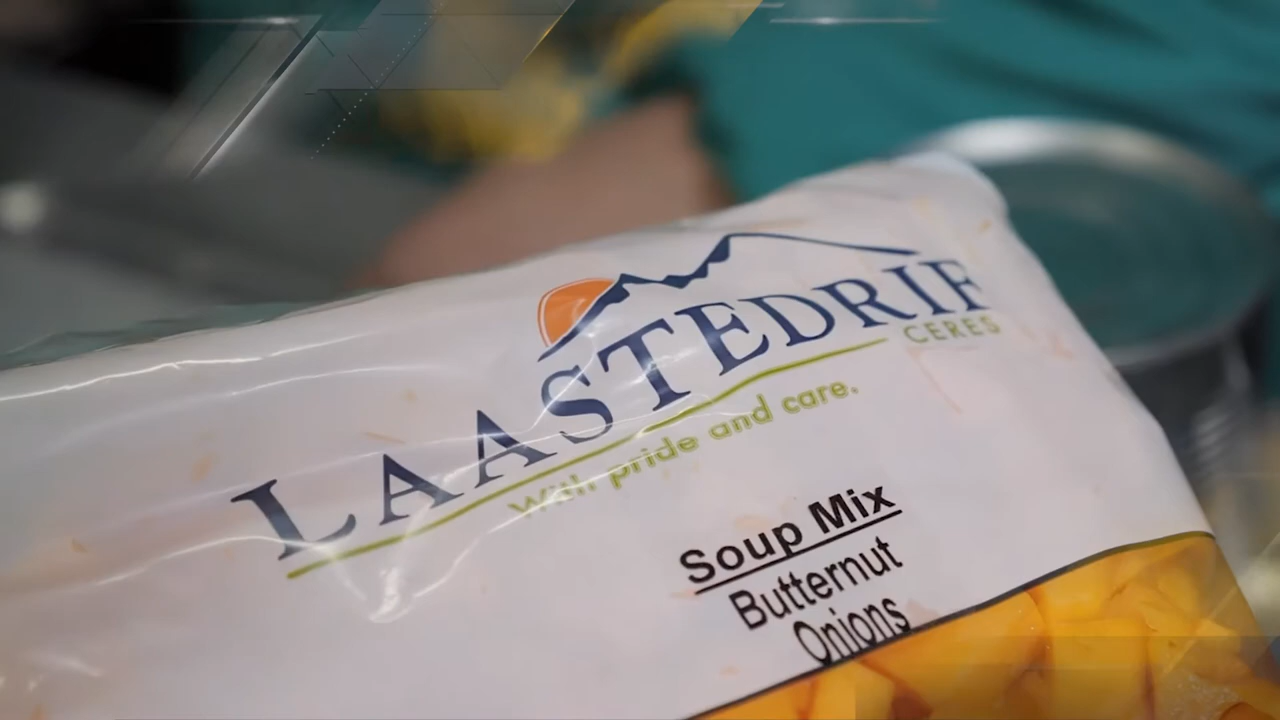 LAASTEDRIF
CERES
With pride and care.
Soup Mix
Butternut
Onions